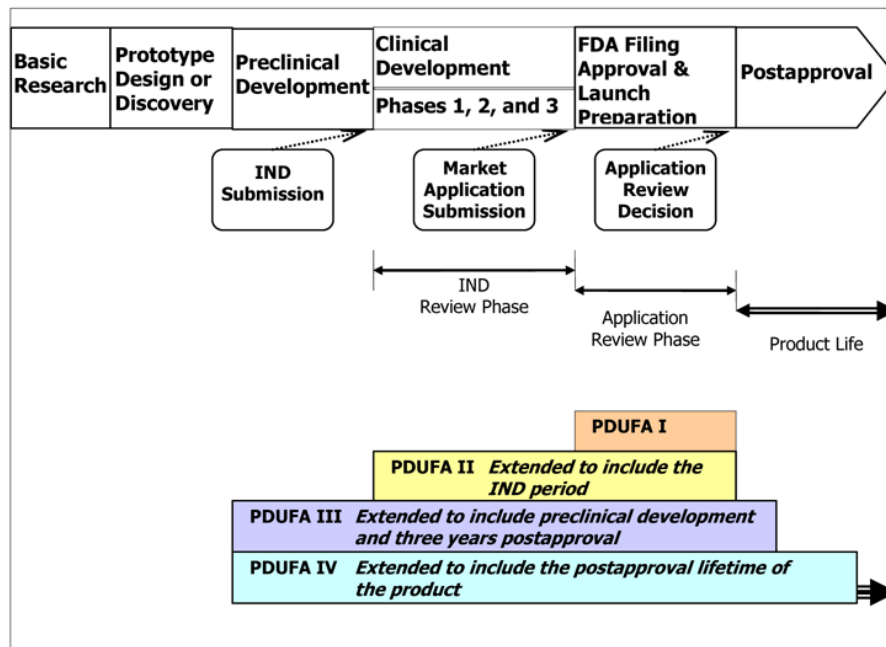 Basic
Research
Prototype
Design or
Discovery
Preclinical
Development
Clinical
Development
Phases 1, 2, and 3
FDA Filing
Approval &
Launch
Preparation
Postapproval
IND
Submission
Market
Application
Submission
Application
Review
Decision
IND
Review Phase
Application
Review Phase
Product Life
PDUFA I
PDUFA II Extended to include the
IND period
PDUFA III Extended to include preclinical development
and three years postapproval
PDUFA IV Extended to include the postapproval lifetime of
the product